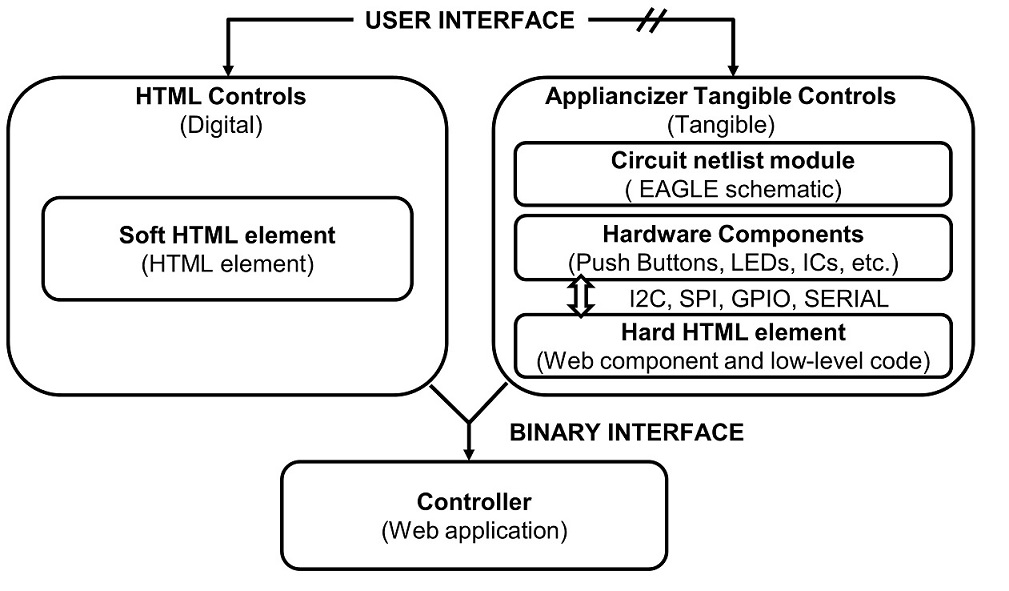 USER INTERFACE
HTML Controls
(Digital)
Soft HTML element
(HTML element)
Appliancizer Tangible Controls
(Tangible)
Circuit netlist module
( EAGLE schematic)
Hardware Components
(Push Buttons, LEDs, ICs, etc.)
I2C, SPI, GPIO, SERIAL
Hard HTML element
(Web component and low-level code)
BINARY INTERFACE
Controller
(Web application)